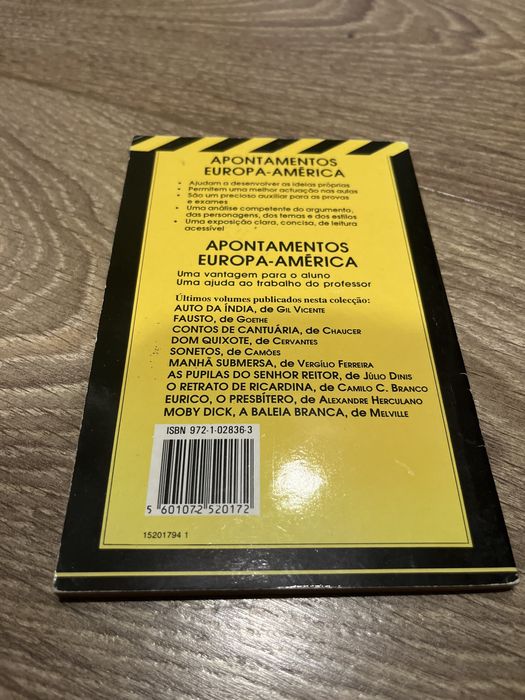 APONTAMENTOS
EUROPA-AMÉRICA
• Ajudam a desenvolver as ideias próprias
• Permitem uma melhor actuação nas aulas
• São um precioso auxiliar para as provas
e exames
• Uma análise competente do argumento,
das personagens, dos temas e dos estilos
• Uma exposição clara, concisa, de leitura
acessível
APONTAMENTOS
EUROPA-AMÉRICA
Uma vantagem para o aluno
Uma ajuda ao trabalho do professor
Últimos volumes publicados nesta colecção:
AUTO DA ÍNDIA, de GIL VICENTE
FAUSTO, de GOETHE
CONTOS DE CANTUÁRIA, de CHAUCER
DOM QUIXOTE, de CERVANTES
SONETOS, de CAMÕES
MANHÃ SUBMERSA, de VERGÍLIO FERREIRA
AS PUPILAS DO SENHOR REITOR, de JÚLIO DINIS
O RETRATO DE RICARDINA, de CAMILO C. BRANCO
EURICO, O PRESBÍTERO, de ALEXANDRE HERCULANO
MOBY DICK, A BALEIA BRANCA, de MELVILLE
ISBN 972-1-02836-3
5 601072 520172
15201794 1